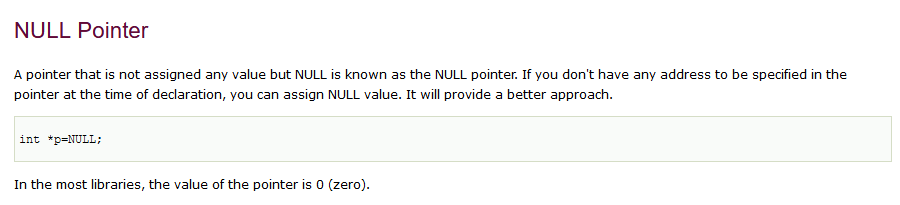 NULL Pointer
A pointer that is not assigned any value but NULL is known as the NULL pointer. If you don't have any address to be specified in the
pointer at the time of declaration, you can assign NULL value. It will provide a better approach.
int *p=NULL;
In the most libraries, the value of the pointer is 0 (zero).